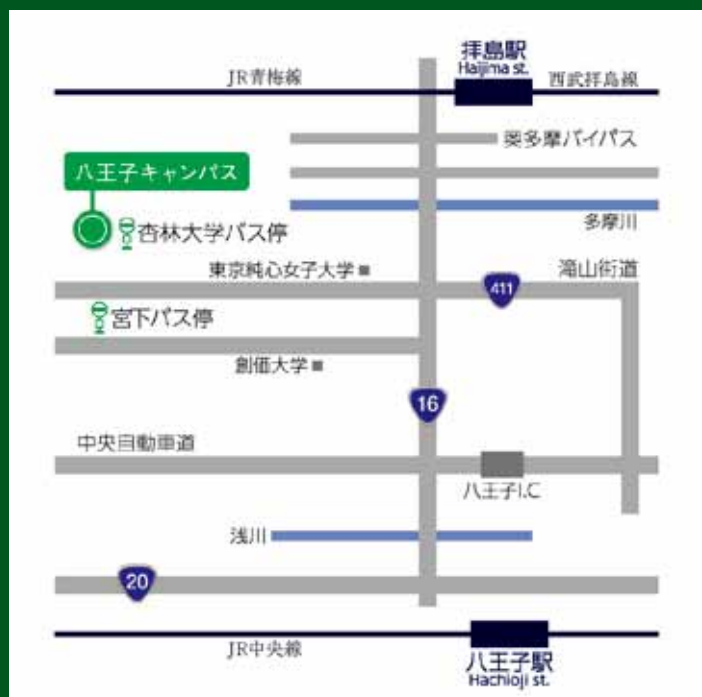 拝島駅
Haijima st.
JR青梅線
西武拝島線
奥多摩バイパス
八王子キャンパス
多摩川
杏林大学バス停
東京純心女子大学
滝山街道
411
宮下バス停
創価大学
16
中央自動車道
八王子I.C
浅川
20
JR中央線
八王子駅
Hachioji st.